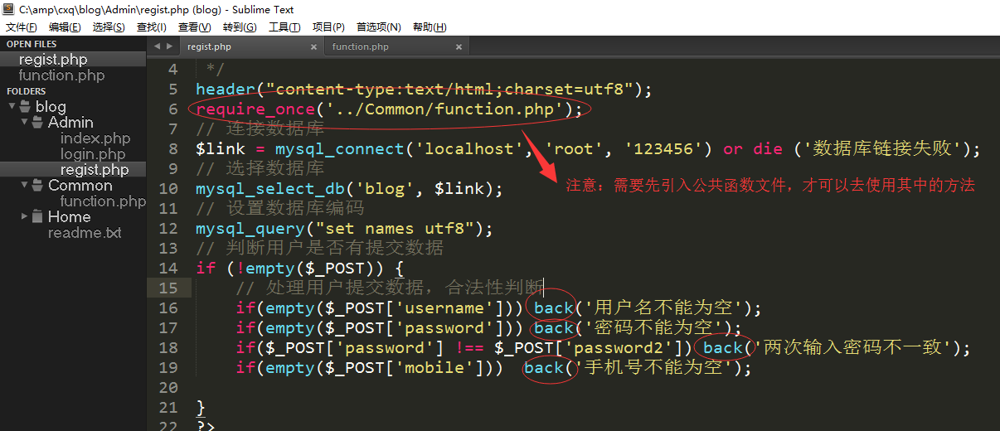 C:\amp\cxq\blog\Admin\regist.php (blog) - Sublime Text
文件(F) 编辑(E) 选择(S) 查找(I) 查看(V) 转到(G) 工具(T) 项目(P) 首选项(N) 帮助(H)
OPEN FILES
regist.php
function.php
FOLDERS
blog
Admin
index.php
login.php
regist.php
Common
function.php
Home
readme.txt
regist.php × function.php ×
4 */
5 header("content-type:text/html;charset=utf8");
6 require_once('../Common/function.php');
7 // 连接数据库
8 $link = mysql_connect('localhost', 'root', '123456') or die ('数据库链接失败');
9 // 选择数据库
注意：需要先引入公共函数文件，才可以去使用其中的方法
10 mysql_select_db('blog', $link);
11 // 设置数据库编码
12 mysql_query("set names utf8");
13 // 判断用户是否有提交数据
14 if (!empty($_POST)) {
15 // 处理用户提交数据，合法性判断
16 if(empty($_POST['username'])) back('用户名不能为空');
17 if(empty($_POST['password'])) back('密码不能为空');
18 if($_POST['password'] !== $_POST['password2']) back('两次输入密码不一致');
19 if(empty($_POST['mobile'])) back('手机号不能为空');
20
21 }
22 ?>